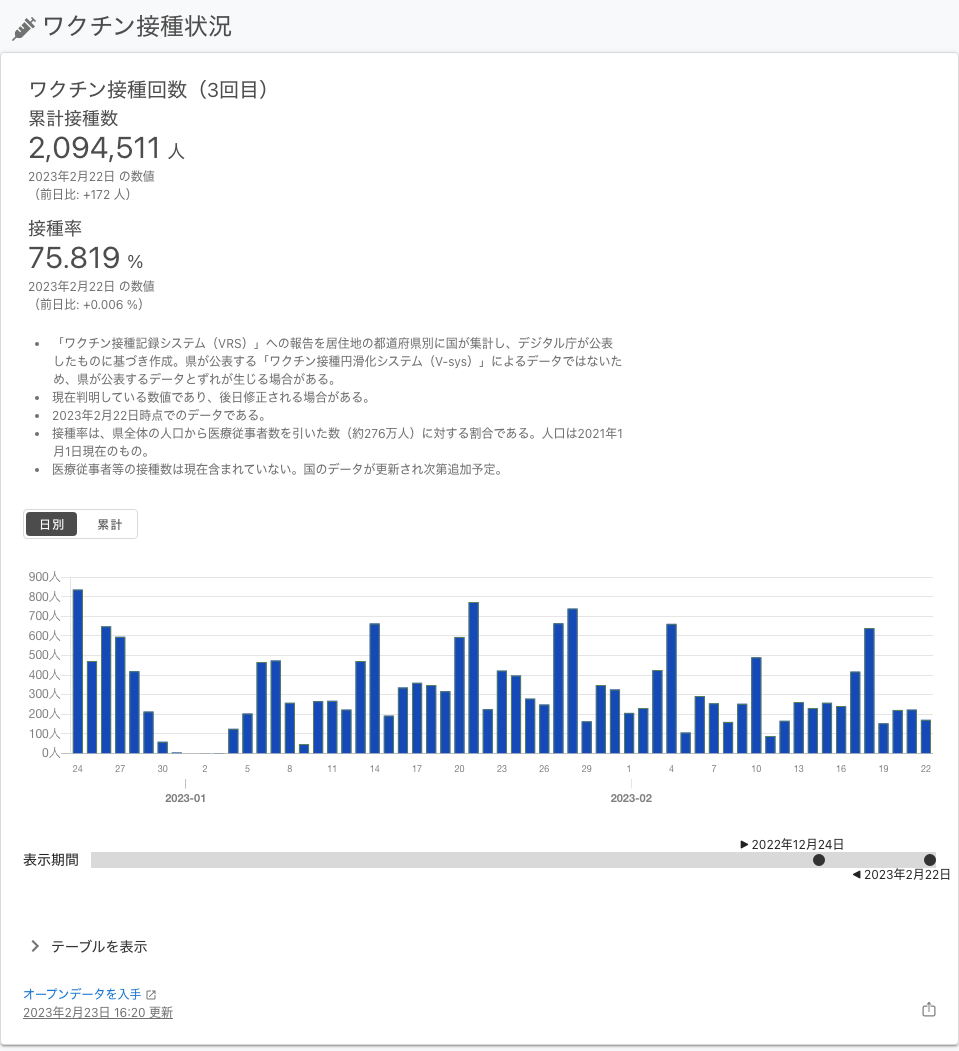 ワクチン接種状況
ワクチン接種回数（3回目）
累計接種数
2,094,511 人
2023年2月22日 の数値
（前日比: +172 人）
接種率
75.819 %
2023年2月22日 の数値
（前日比: +0.006 %）
• 「ワクチン接種記録システム（VRS）」への報告を居住地の都道府県別に国が集計し、デジタル庁が公表
したものに基づき作成。県が公表する「ワクチン接種円滑化システム（V-sys）」によるデータではないた
め、県が公表するデータとずれが生じる場合がある。
• 現在判明している数値であり、後日修正される場合がある。
• 2023年2月22日時点でのデータである。
• 接種率は、県全体の人口から医療従事者数を引いた数（約276万人）に対する割合である。人口は2021年1
月1日現在のもの。
• 医療従事者等の接種数は現在含まれていない。国のデータが更新され次第追加予定。
日別 累計
900人
800人
700人
600人
500人
400人
300人
200人
100人
0人
24 27 30 2 5 8 11 14 17 20 23 26 29 1 4 7 10 13 16 19 22
2023-01 2023-02
▶ 2022年12月24日
表示期間
◀ 2023年2月22日
テーブルを表示
オープンデータを入手
2023年2月23日 16:20 更新